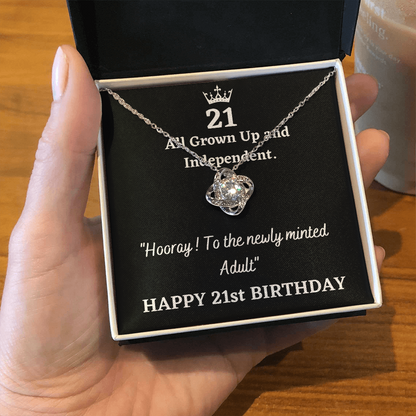 21
All Grown Up and
Independent.
"Hooray! To the newly minted
Adult"
HAPPY 21st BIRTHDAY